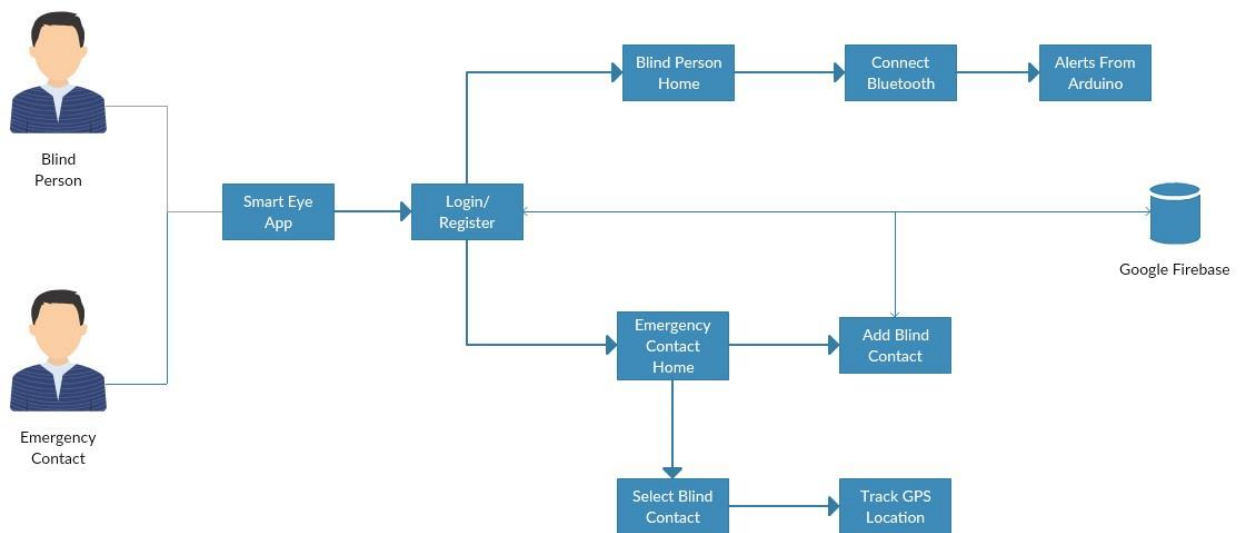 Blind
Person
Emergency
Contact
Smart Eye
App
Login/
Register
Blind Person
Home
Connect
Bluetooth
Alerts From
Arduino
Google Firebase
Emergency
Contact
Home
Add Blind
Contact
Select Blind
Contact
Track GPS
Location